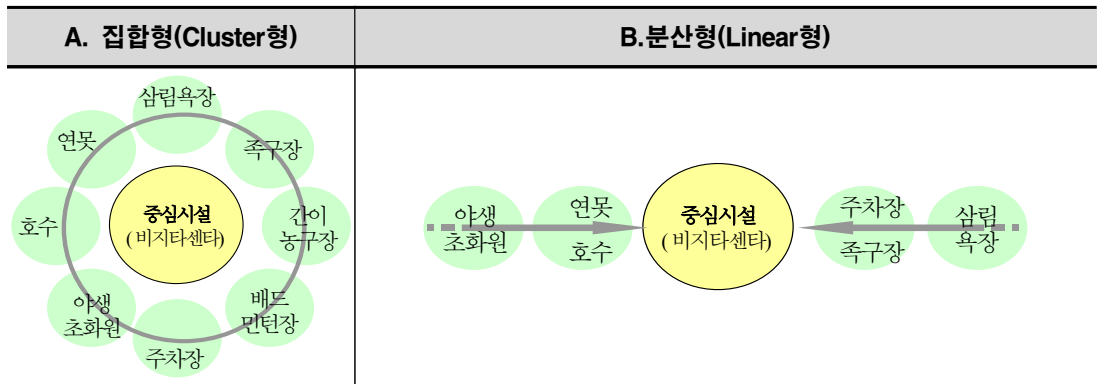 A. 집합형(Cluster형)
B.분산형(Linear형)
삼림욕장
연못
족구장
호수
중심시설
(비지타센타)
간이
농구장
야생
초화원
배드
민턴장
주차장
야생
초화원
연못
호수
중심시설
(비지타센타)
주차장
족구장
삼림
욕장